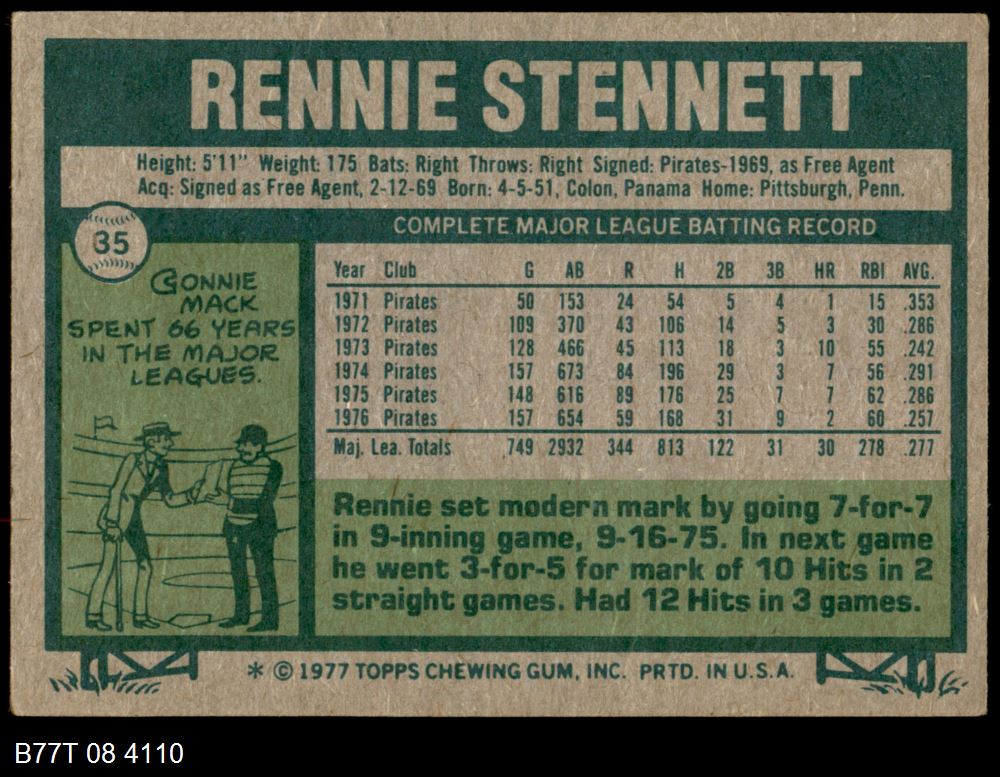 RENNIE STENNETT
Height: 5'11" Weight: 175 Bats: Right Throws: Right Signed: Pirates-1969, as Free Agent
Acq: Signed as Free Agent, 2-12-69 Born: 4-5-51, Colon, Panama Home: Pittsburgh, Penn.
35
COMPLETE MAJOR LEAGUE BATTING RECORD
CONNIE
MACK
SPENT 66 YEARS
IN THE MAJOR
LEAGUES.
Year Club G AB R H 2B 3B HR RBI AVG.
1971 Pirates 50 153 24 54 5 4 1 15 .353
1972 Pirates 109 370 43 106 14 5 3 30 .286
1973 Pirates 128 466 45 113 18 3 10 55 .242
1974 Pirates 157 673 84 196 29 3 7 56 .291
1975 Pirates 148 616 89 176 25 7 7 62 .286
1976 Pirates 157 654 59 168 31 9 2 60 .257
Maj. Lea. Totals 749 2932 344 813 122 31 30 278 .277
Rennie set modern mark by going 7-for-7
in 9-inning game, 9-16-75. In next game
he went 3-for-5 for mark of 10 Hits in 2
straight games. Had 12 Hits in 3 games.
* © 1977 TOPPS CHEWING GUM, INC. PRTD. IN U.S.A.
B77T 08 4110